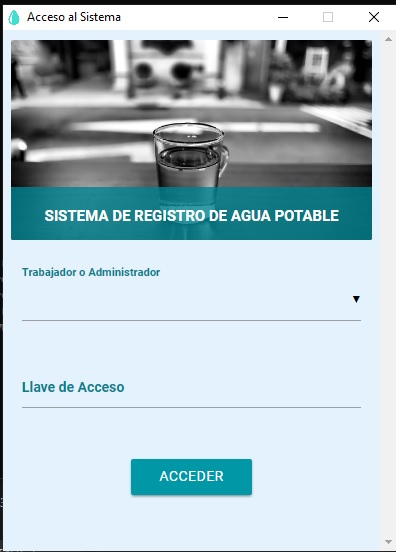 Acceso al Sistema
SISTEMA DE REGISTRO DE AGUA POTABLE
Trabajador o Administrador
Llave de Acceso
ACCEDER